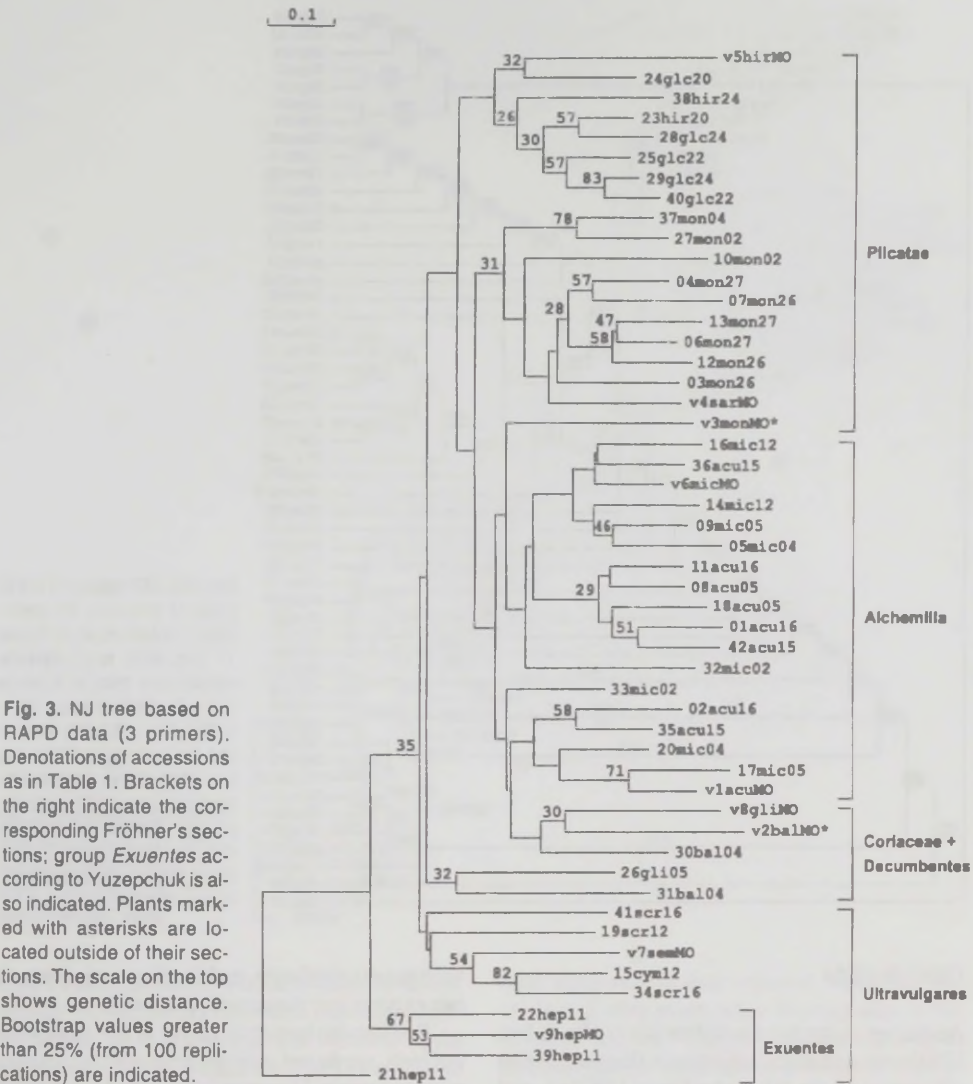 0.1
32
v5hirMO
24glc20
38hir24
26
57
23hir20
30
28glc24
57
25glc22
83
29glc24
40glc22
78
37mon04
27mon02
31
10mon02
57
04mon27
07mon26
28
47
13mon27
58
06mon27
12mon26
03mon26
v4sarMO
v3monMO*
Plicatae
16mic12
36acu15
v6micMO
14mic12
46
09mic05
05mic04
11acu16
29
08acu05
18acu05
51
01acu16
42acu15
32mic02
33mic02
58
02acu16
35acu15
20mic04
71
17mic05
v1acuMO
Alchemilla
30
v8gliMO
v2balMO*
30bal04
32
26gli05
31bal04
Coriaceae +
Decumbentes
35
41scr16
19scr12
54
v7semMO
82
15cym12
34scr16
Ultravulgares
67
22hep11
53
v9hepMO
39hep11
21hep11
Exuentes
Fig. 3. NJ tree based on
RAPD data (3 primers).
Denotations of accessions
as in Table 1. Brackets on
the right indicate the cor-
responding Fröhner's sec-
tions; group Exuentes ac-
cording to Yuzepchuk is al-
so indicated. Plants mark-
ed with asterisks are lo-
cated outside of their sec-
tions. The scale on the top
shows genetic distance.
Bootstrap values greater
than 25% (from 100 repli-
cations) are indicated.